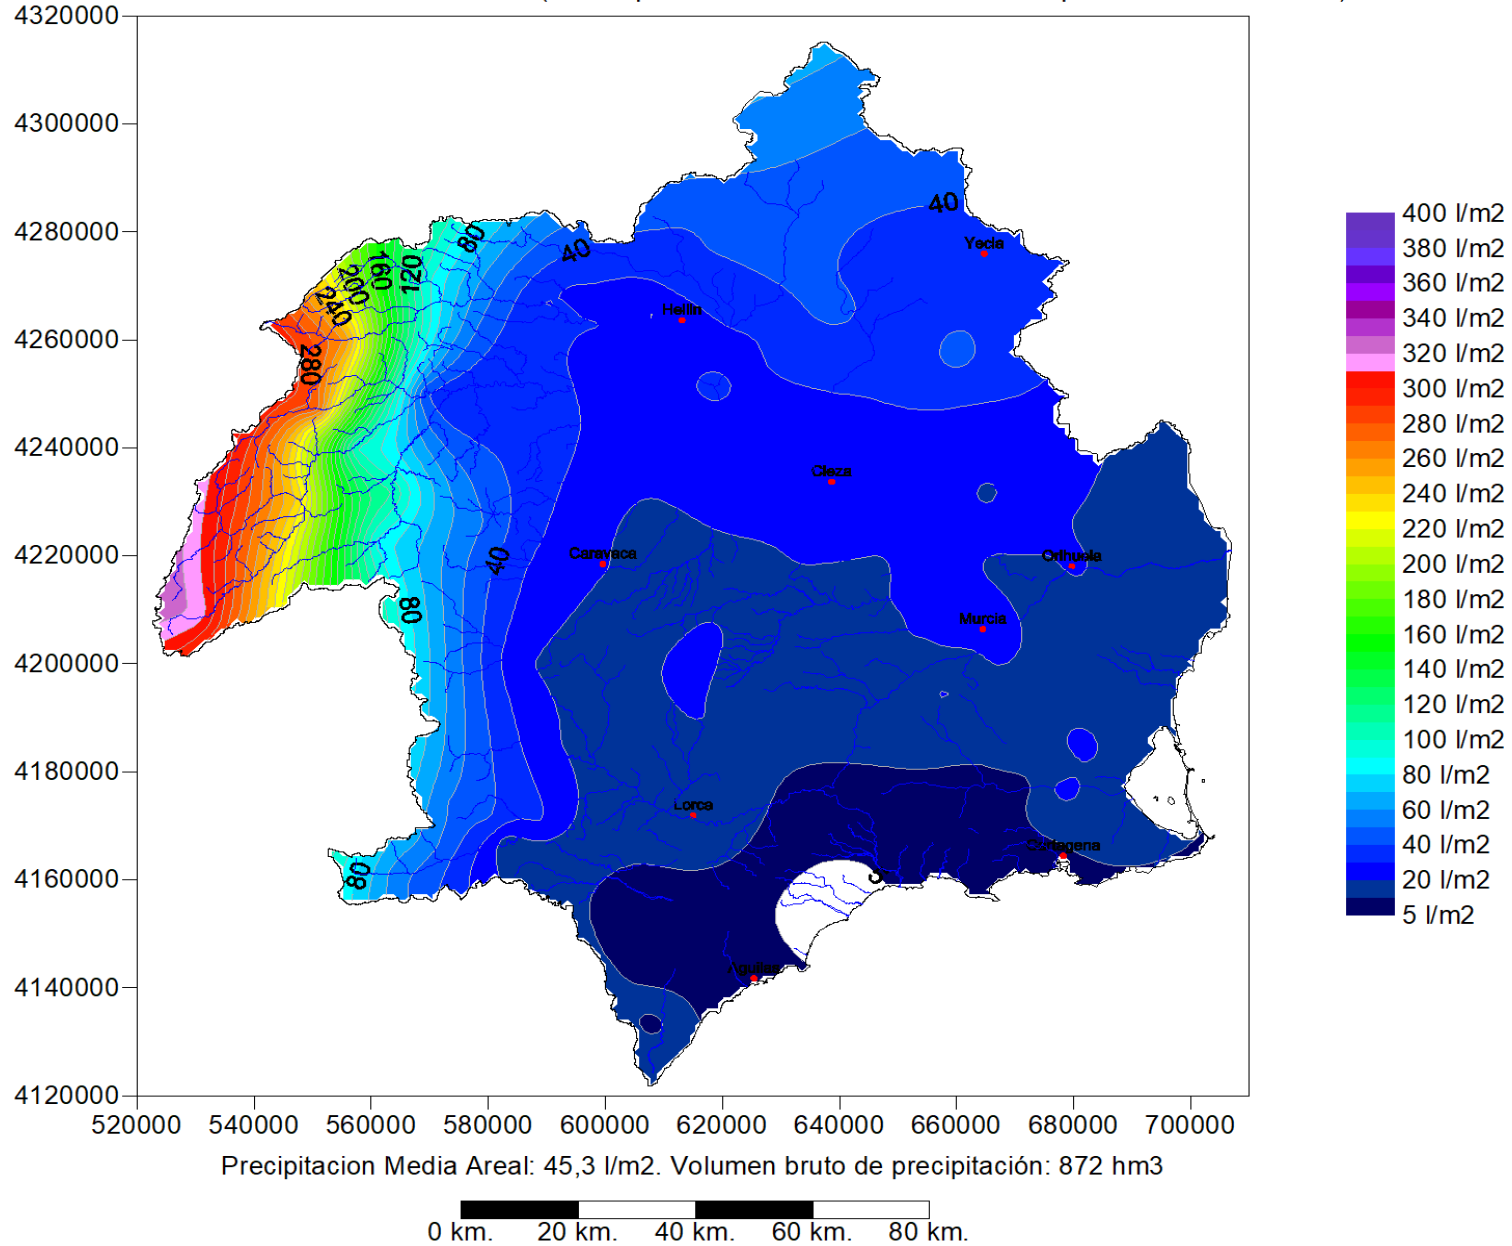 4320000
4300000
4280000
4260000
4240000
4220000
4200000
4180000
4160000
4140000
4120000
520000 540000 560000 580000 600000 620000 640000 660000 680000 700000
40
Yecla
80
40
120
160
200
240
280
Hellin
Cieza
40
Caravaca
Orihuela
80
Murcia
Lorca
Cartagena
80
5
Aguilas
400 l/m2
380 l/m2
360 l/m2
340 l/m2
320 l/m2
300 l/m2
280 l/m2
260 l/m2
240 l/m2
220 l/m2
200 l/m2
180 l/m2
160 l/m2
140 l/m2
120 l/m2
100 l/m2
80 l/m2
60 l/m2
40 l/m2
20 l/m2
5 l/m2
Precipitacion Media Areal: 45,3 l/m2. Volumen bruto de precipitación: 872 hm3
0 km. 20 km. 40 km. 60 km. 80 km.